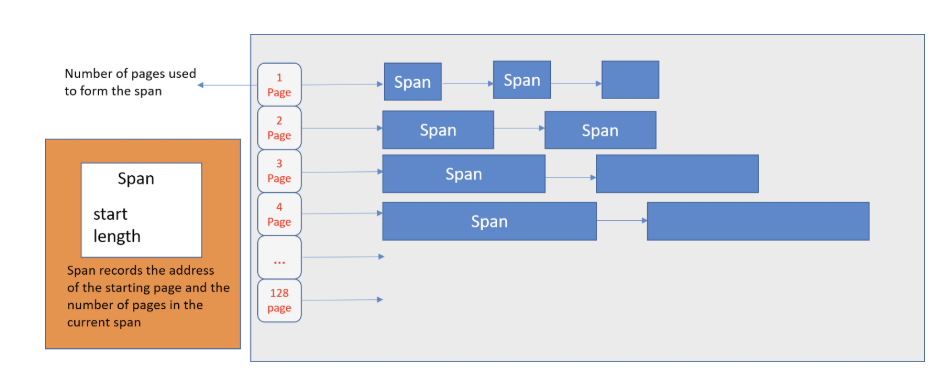 Number of pages used
to form the span
1
Page
Span
Span
2
Page
Span
Span
3
Page
Span
4
Page
Span
...
128
page
Span
start
length
Span records the address
of the starting page and the
number of pages in the
current span